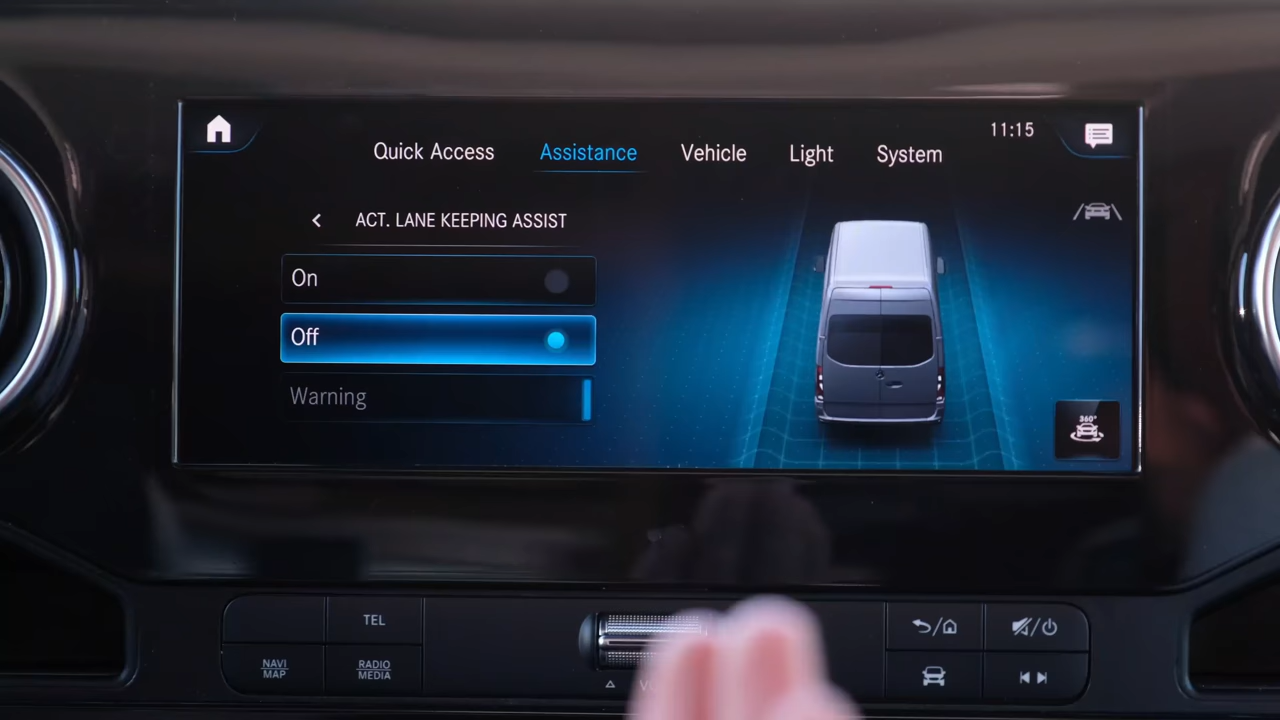 11:15
Quick Access Assistance Vehicle Light System
ACT. LANE KEEPING ASSIST
On
Off
Warning
360°
TEL
NAVI
MAP
RADIO
MEDIA